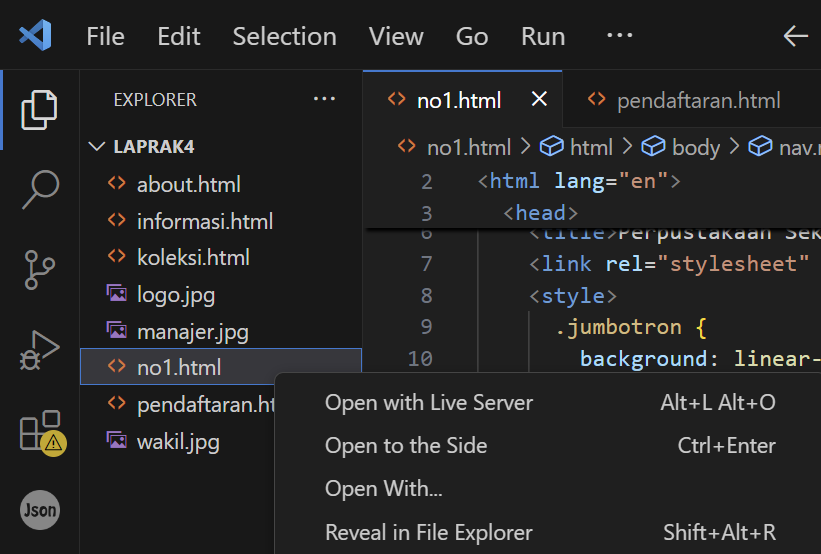 File Edit Selection View Go Run ···
EXPLORER ···
LAPRAK4
about.html
informasi.html
koleksi.html
logo.jpg
manajer.jpg
no1.html
pendaftaran.ht
wakil.jpg
Json
no1.html pendaftaran.html
no1.html > html > body > nav.
2 <html lang="en">
3 <head>
6 <title>Perpustakaan Sek
7 <link rel="stylesheet"
8 <style>
9 .jumbotron {
10 background: linear-
Open with Live Server Alt+L Alt+O
Open to the Side Ctrl+Enter
Open With...
Reveal in File Explorer Shift+Alt+R